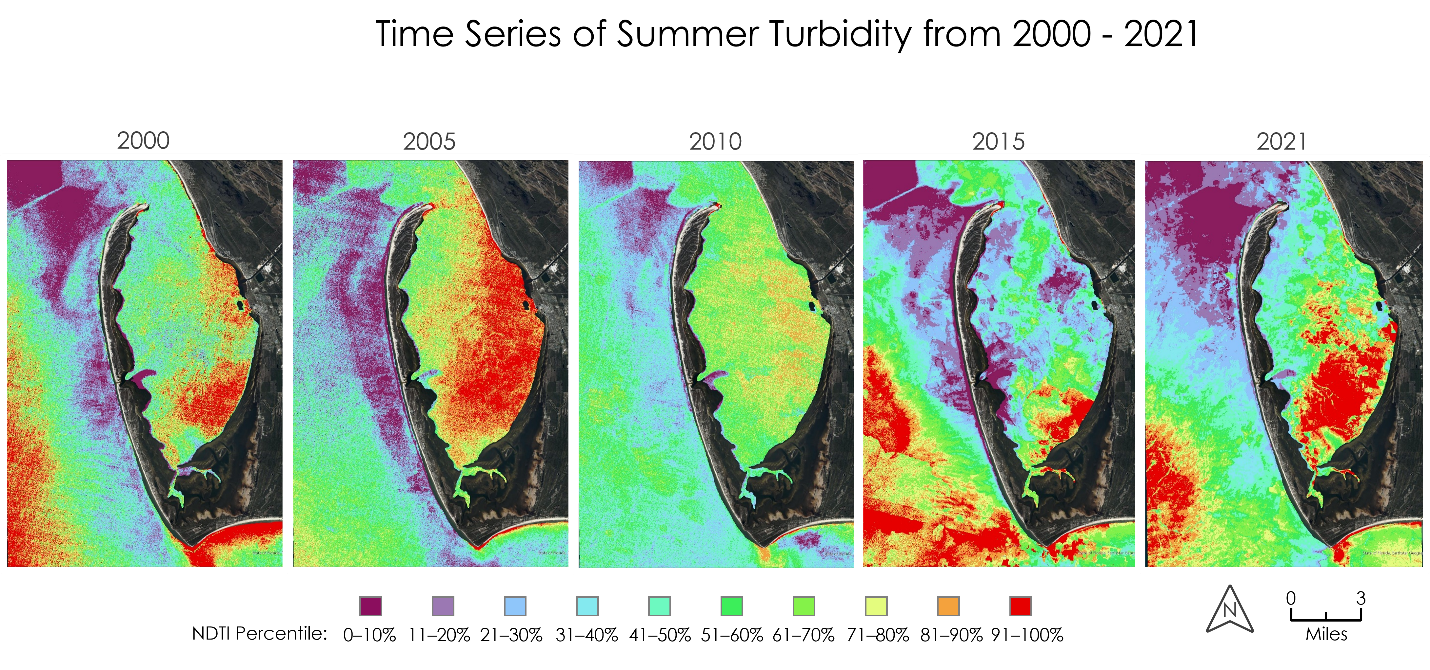 Time Series of Summer Turbidity from 2000 - 2021
2000 2005 2010 2015 2021
NDTI Percentile: 0–10% 11–20% 21–30% 31–40% 41–50% 51–60% 61–70% 71–80% 81–90% 91–100%
N
0 3
Miles